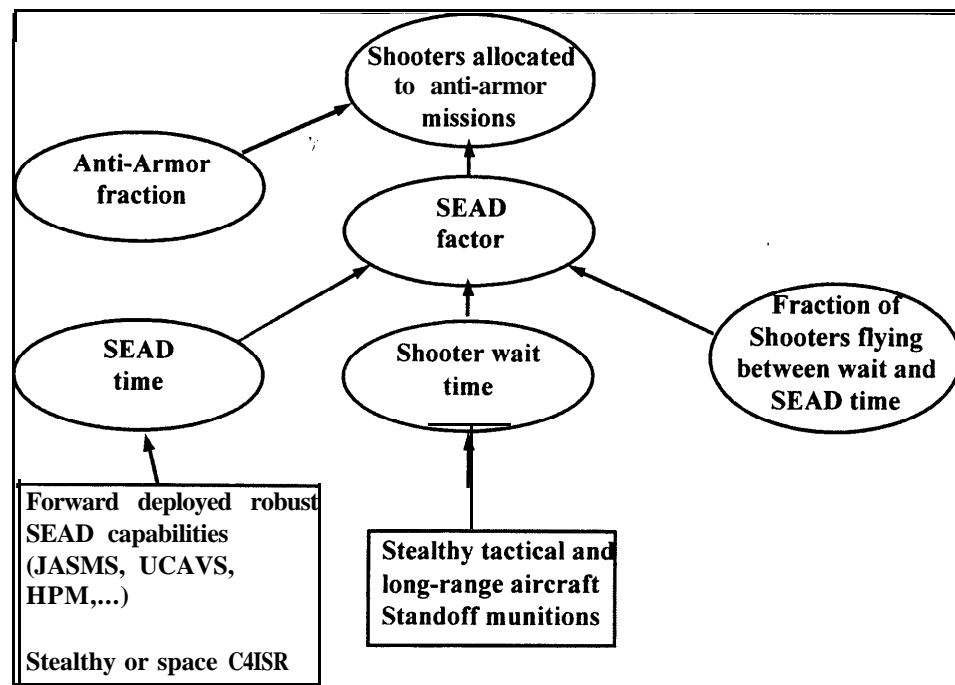 Shooters allocated
to anti-armor
missions
Anti-Armor
fraction
SEAD
factor
SEAD
time
Shooter wait
time
Fraction of
Shooters flying
between wait and
SEAD time
Forward deployed robust
SEAD capabilities
(JASMS, UCAVS,
HPM,...)
Stealthy or space C4ISR
Stealthy tactical and
long-range aircraft
Standoff munitions